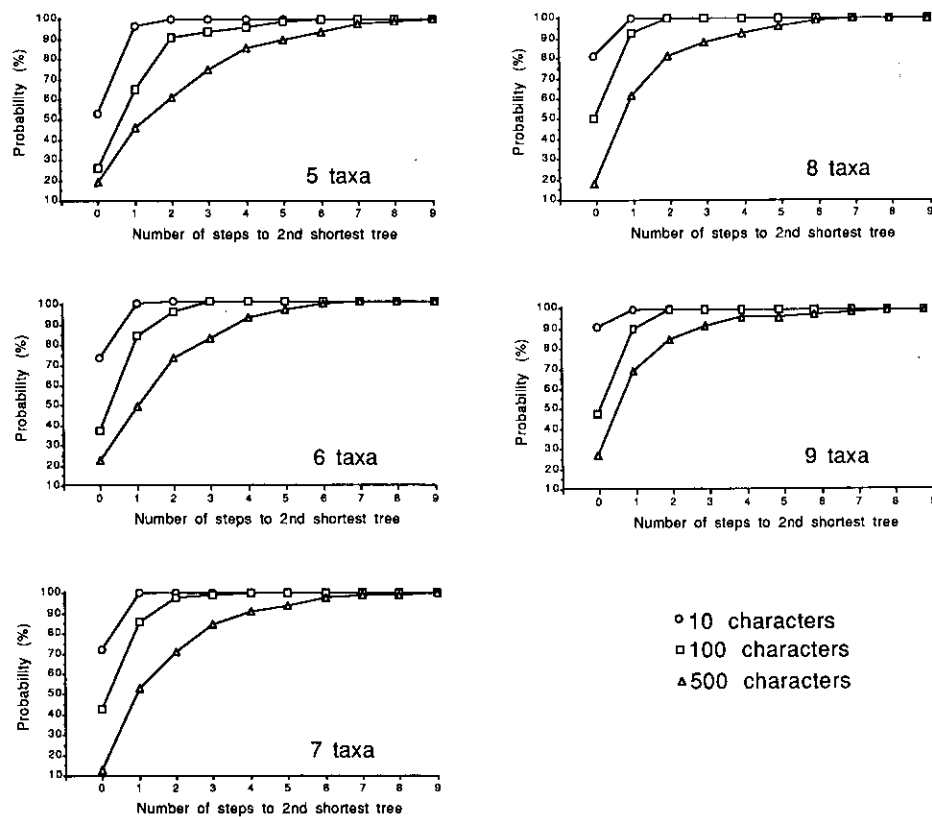 100
90
80
70
60
50
40
30
20
10
Probability (%)
5 taxa
0 1 2 3 4 5 6 7 8 9
Number of steps to 2nd shortest tree
100
90
80
70
60
50
40
30
20
10
Probability (%)
8 taxa
0 1 2 3 4 5 6 7 8 9
Number of steps to 2nd shortest tree
100
90
80
70
60
50
40
30
20
10
Probability (%)
6 taxa
0 1 2 3 4 5 6 7 8 9
Number of steps to 2nd shortest tree
100
90
80
70
60
50
40
30
20
10
Probability (%)
9 taxa
0 1 2 3 4 5 6 7 8 9
Number of steps to 2nd shortest tree
100
90
80
70
60
50
40
30
20
10
Probability (%)
7 taxa
0 1 2 3 4 5 6 7 8 9
Number of steps to 2nd shortest tree
10 characters
100 characters
500 characters